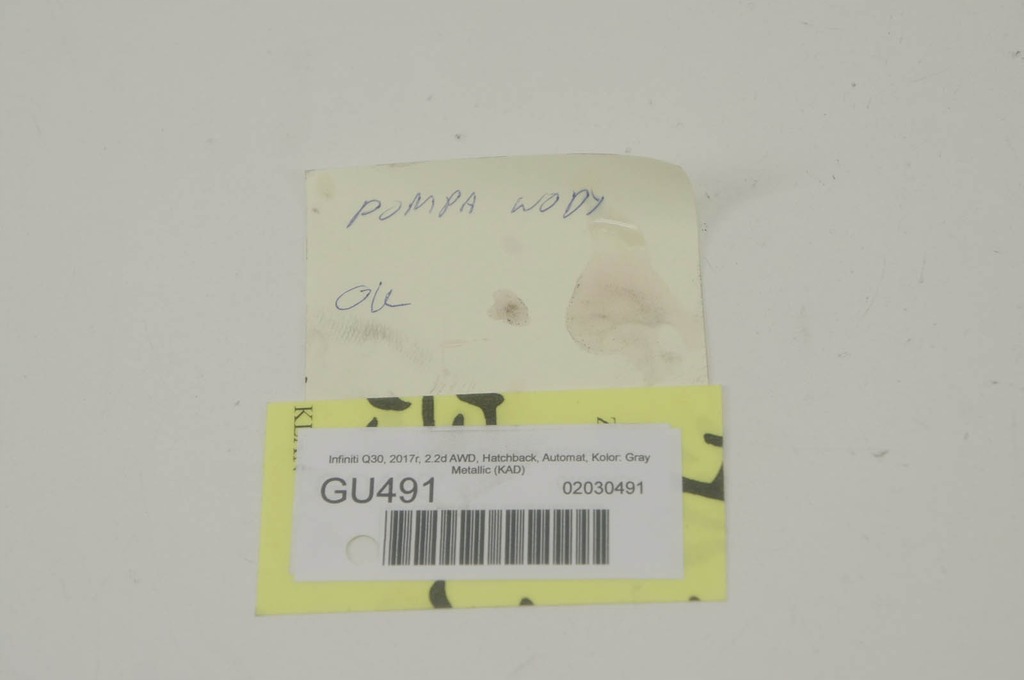 POMPA WODY
OK
Infiniti Q30, 2017r, 2.2d AWD, Hatchback, Automat, Kolor: Gray
Metallic (KAD)
GU491
02030491